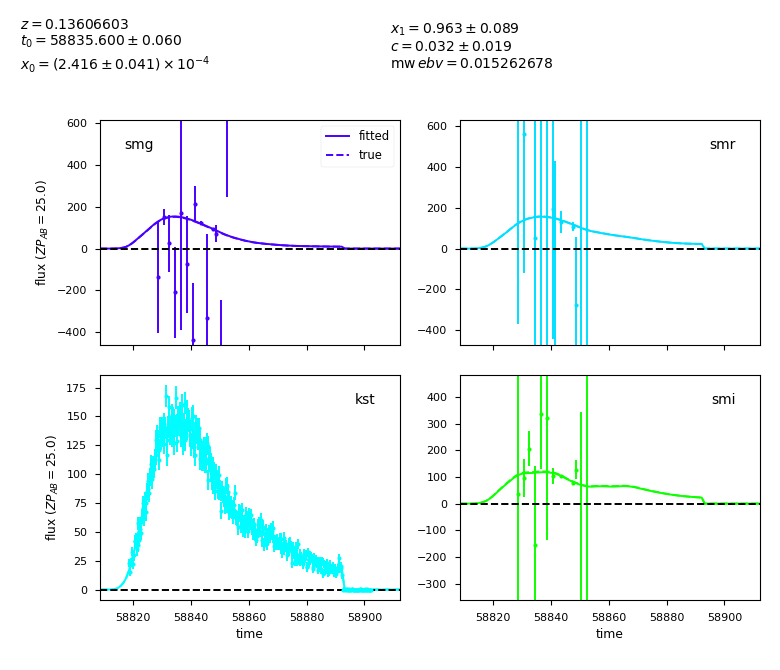 z = 0.13606603
t₀ = 58835.600 ± 0.060
x₀ = (2.416 ± 0.041) × 10⁻⁴
x₁ = 0.963 ± 0.089
c = 0.032 ± 0.019
mw ebv = 0.015262678
smg
fitted
true
600
400
200
0
−200
−400
flux (ZP_AB = 25.0)
smr
600
400
200
0
−200
−400
kst
175
150
125
100
75
50
25
0
flux (ZP_AB = 25.0)
58820 58840 58860 58880 58900
time
smi
400
300
200
100
0
−100
−200
−300
58820 58840 58860 58880 58900
time